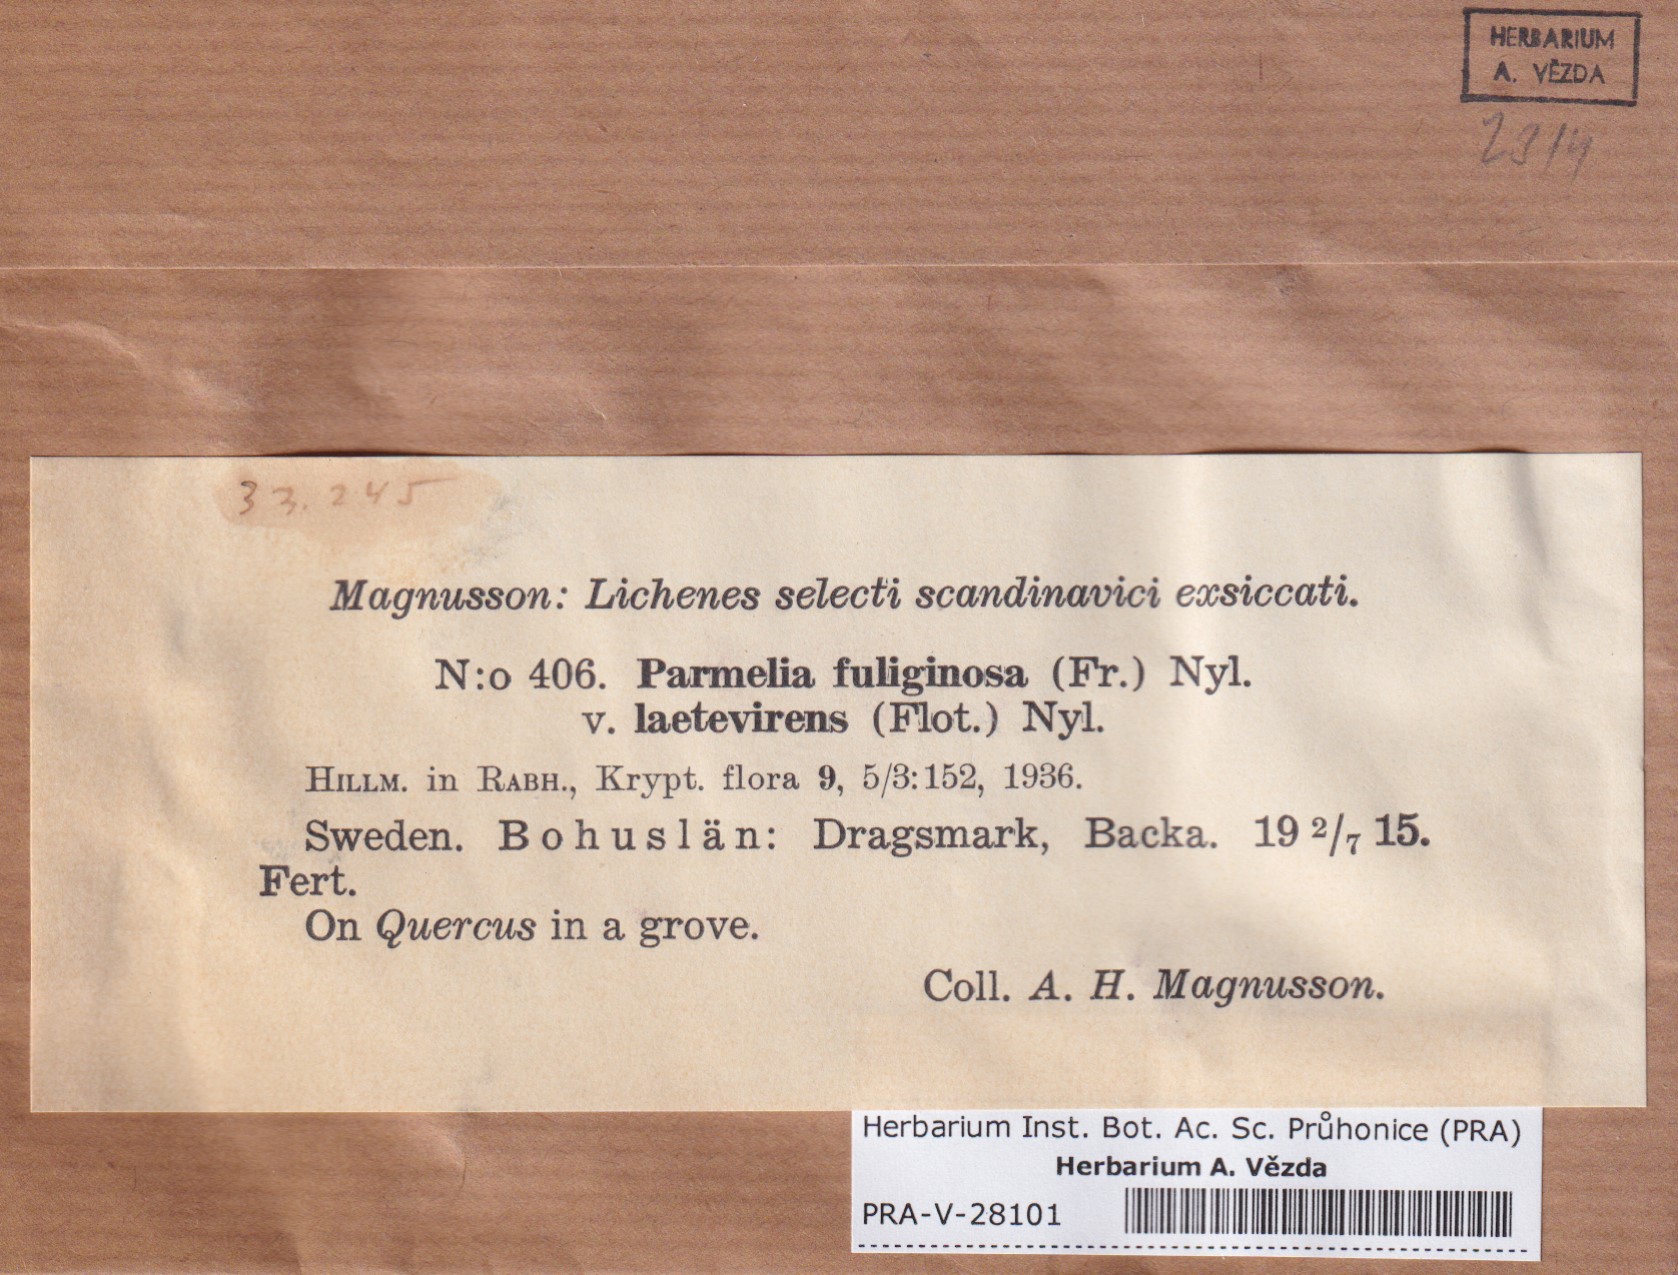 HERBARIUM
A. VĚZDA
33.245
Magnusson: Lichenes selecti scandinavici exsiccati.
N:o 406. Parmelia fuliginosa (Fr.) Nyl.
v. laetevirens (Flot.) Nyl.
HILLM. in RABH., Krypt. flora 9, 5/3:152, 1936.
Sweden. Bohuslän: Dragsmark, Backa. 19 2/7 15.
Fert.
On Quercus in a grove.
Coll. A. H. Magnusson.
Herbarium Inst. Bot. Ac. Sc. Průhonice (PRA)
Herbarium A. Vězda
PRA-V-28101